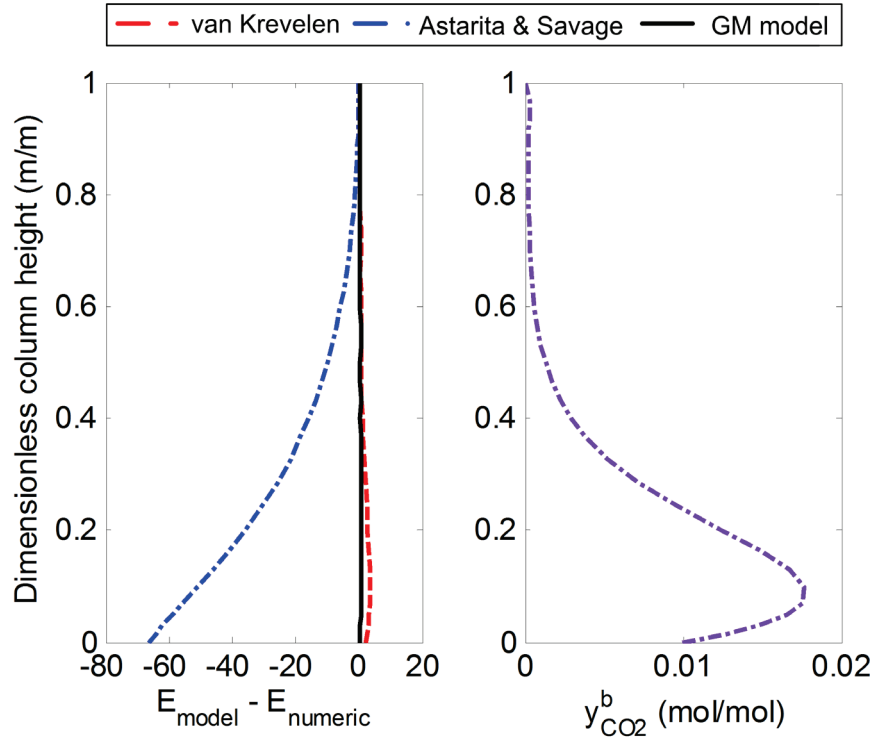 van Krevelen Astarita & Savage GM model
Dimensionless column height (m/m)
1
0.8
0.6
0.4
0.2
0
-80 -60 -40 -20 0 20
E_model - E_numeric
1
0.8
0.6
0.4
0.2
0
0 0.01 0.02
y^b_CO2 (mol/mol)